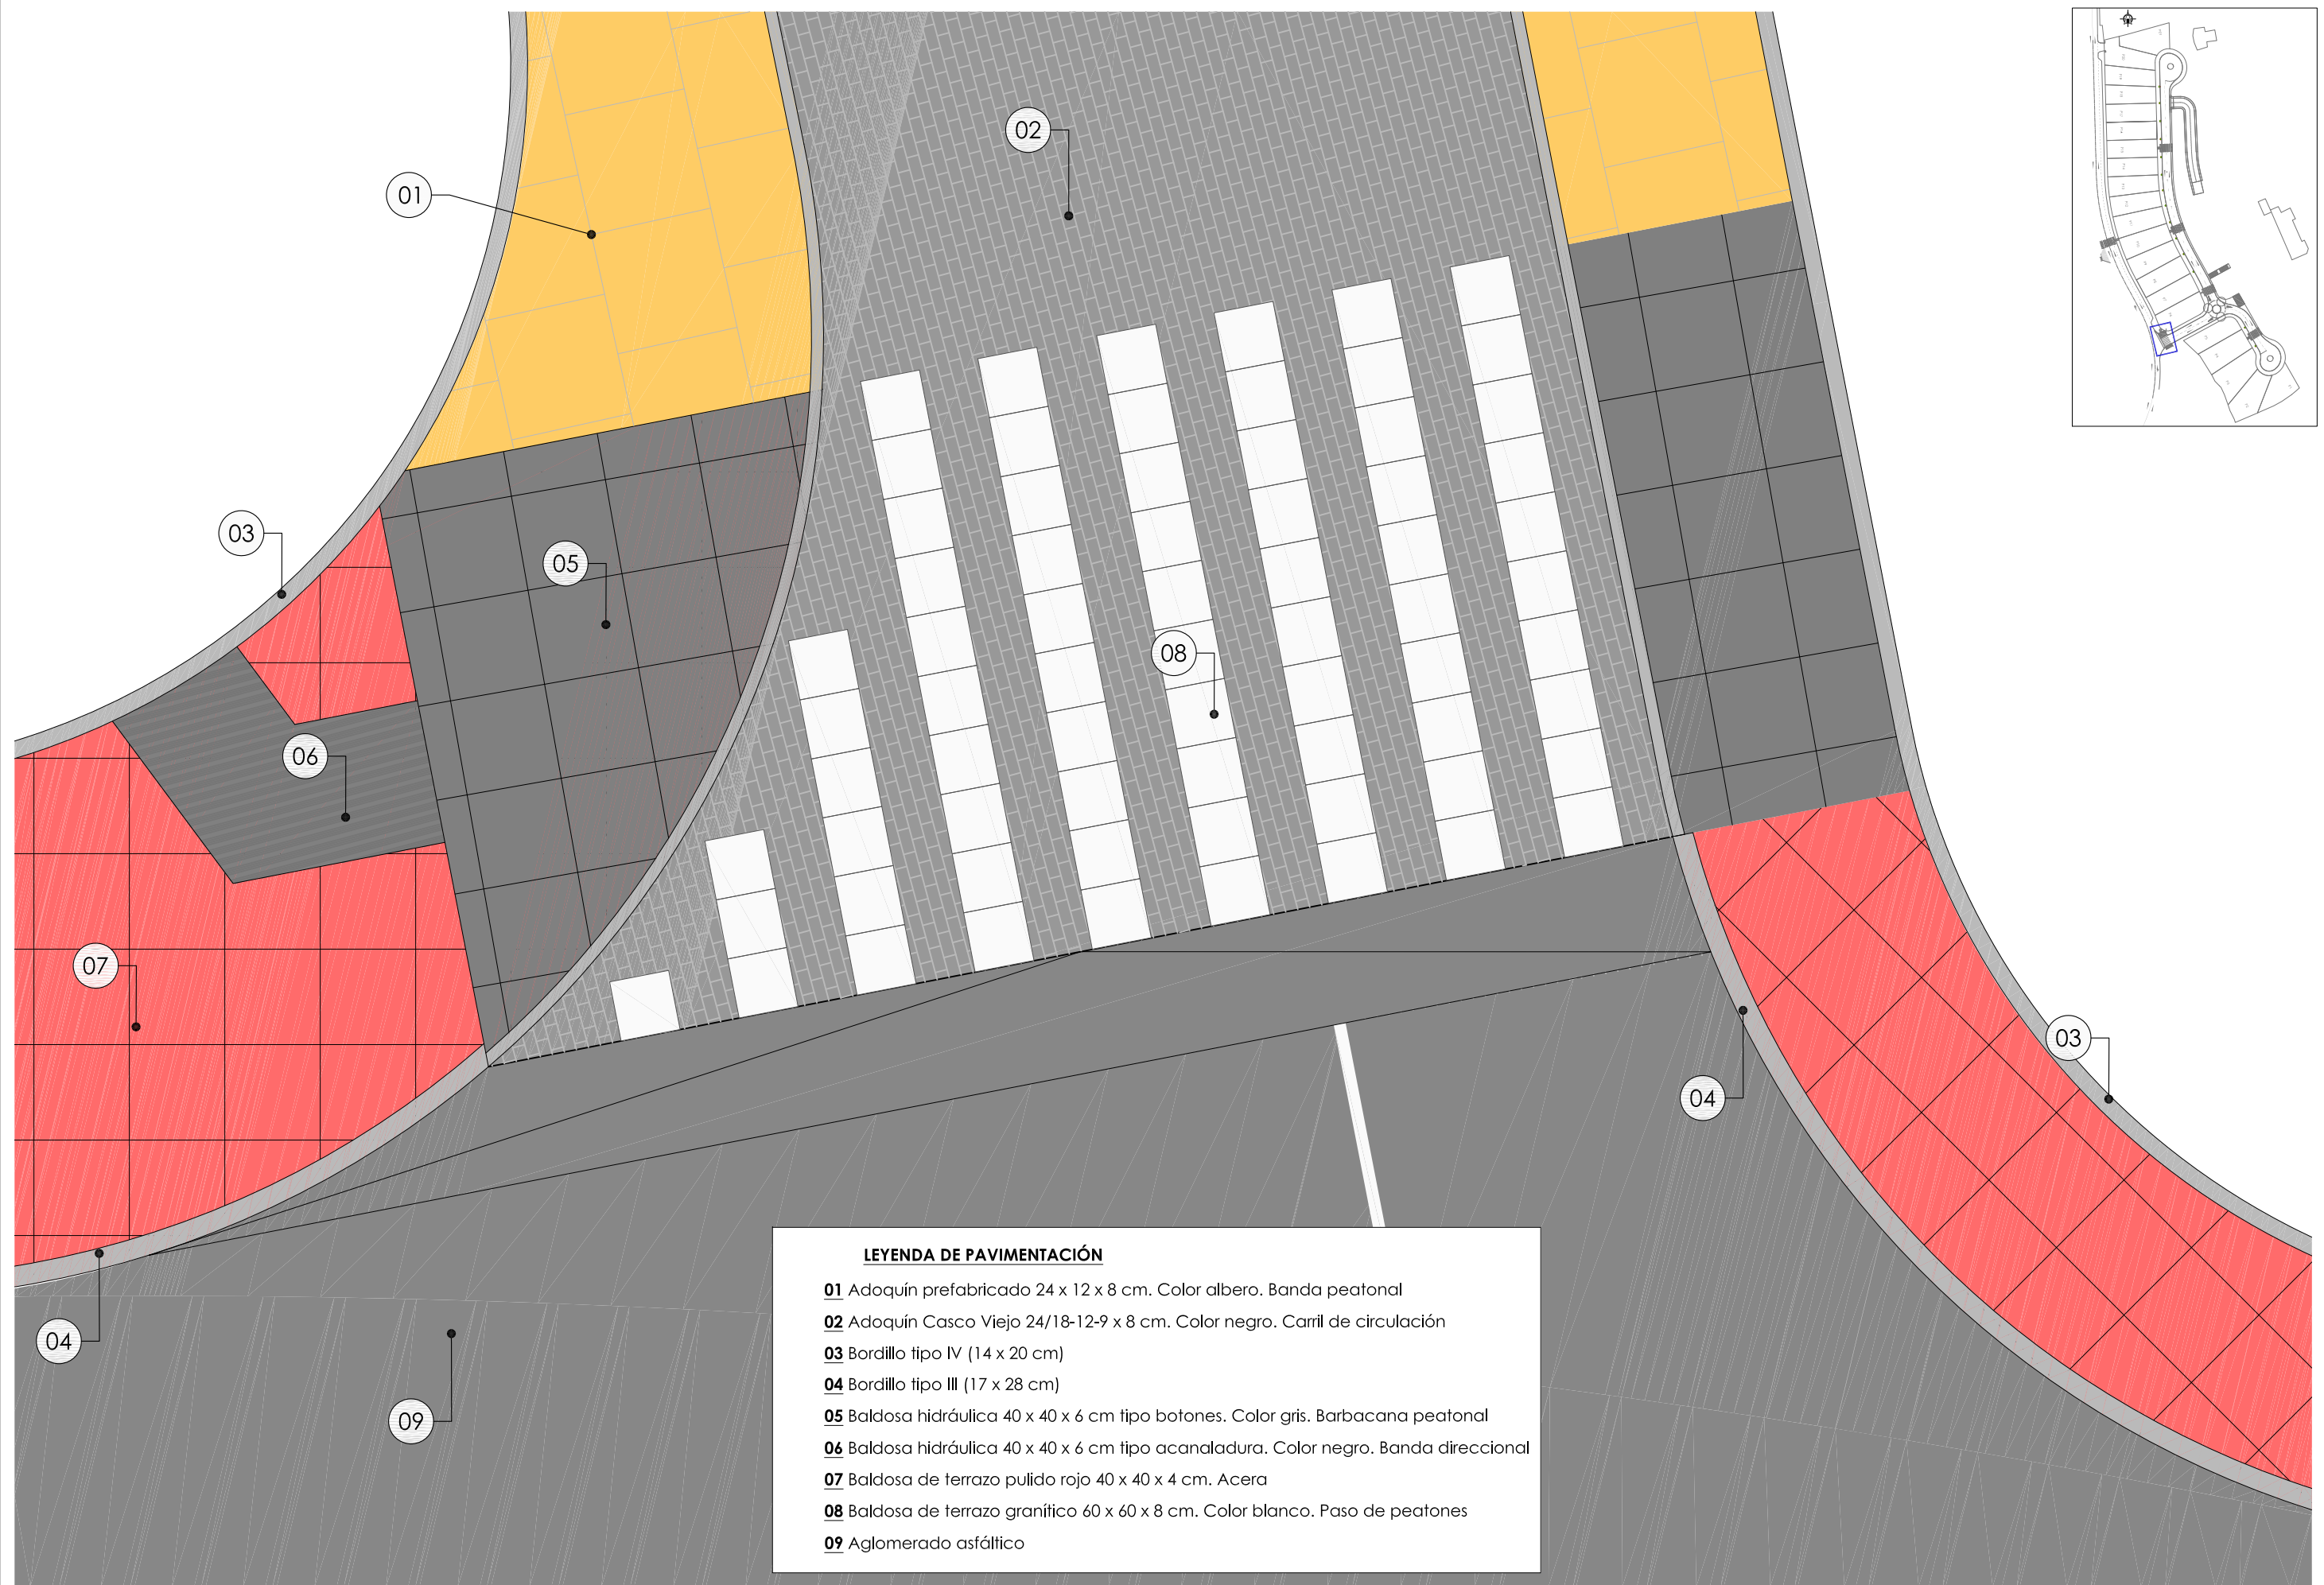 02
01
03
05
08
06
07
03
04
04
09
LEYENDA DE PAVIMENTACIÓN
01 Adoquín prefabricado 24 x 12 x 8 cm. Color albero. Banda peatonal
02 Adoquín Casco Viejo 24/18-12-9 x 8 cm. Color negro. Carril de circulación
03 Bordillo tipo IV (14 x 20 cm)
04 Bordillo tipo III (17 x 28 cm)
05 Baldosa hidráulica 40 x 40 x 6 cm tipo botones. Color gris. Barbacana peatonal
06 Baldosa hidráulica 40 x 40 x 6 cm tipo acanaladura. Color negro. Banda direccional
07 Baldosa de terrazo pulido rojo 40 x 40 x 4 cm. Acera
08 Baldosa de terrazo granítico 60 x 60 x 8 cm. Color blanco. Paso de peatones
09 Aglomerado asfáltico